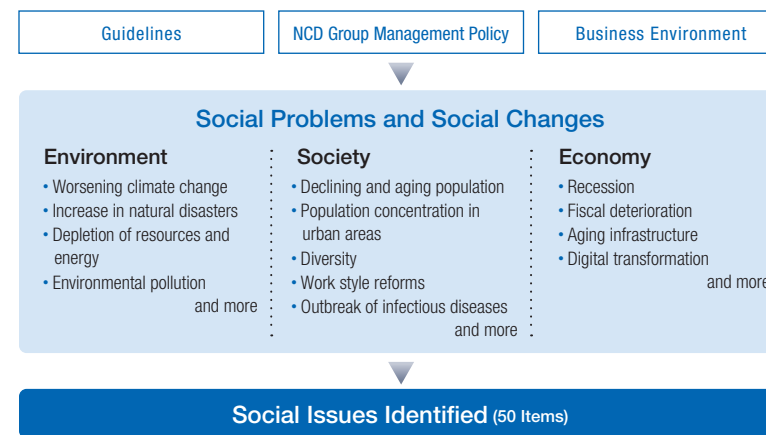 Guidelines
NCD Group Management Policy
Business Environment
Social Problems and Social Changes
Environment
• Worsening climate change
• Increase in natural disasters
• Depletion of resources and
energy
• Environmental pollution
and more
Society
• Declining and aging population
• Population concentration in
urban areas
• Diversity
• Work style reforms
• Outbreak of infectious diseases
and more
Economy
• Recession
• Fiscal deterioration
• Aging infrastructure
• Digital transformation
and more
Social Issues Identified (50 Items)